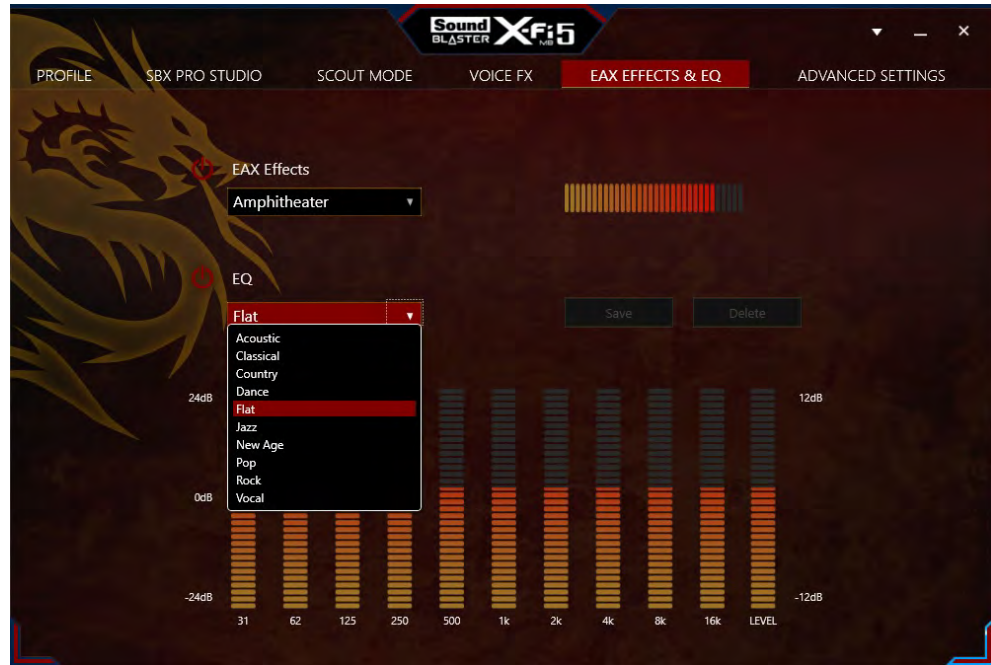 Sound BLASTER X-Fi MB 5
PROFILE SBX PRO STUDIO SCOUT MODE VOICE FX EAX EFFECTS & EQ ADVANCED SETTINGS
EAX Effects
Amphitheater
EQ
Flat Save Delete
Acoustic
Classical
Country
Dance
Flat
Jazz
New Age
Pop
Rock
Vocal
24dB 12dB
0dB
-24dB -12dB
31 62 125 250 500 1k 2k 4k 8k 16k LEVEL